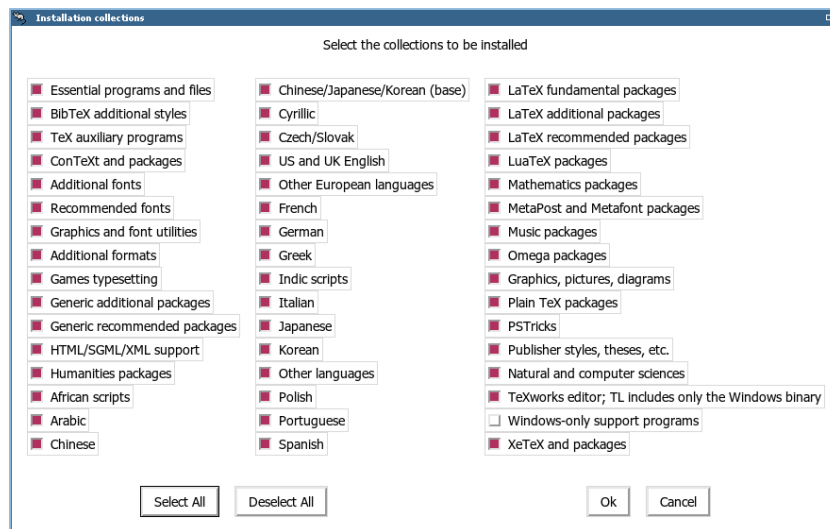 Installation collections
Select the collections to be installed
Essential programs and files
BibTeX additional styles
TeX auxiliary programs
ConTeXt and packages
Additional fonts
Recommended fonts
Graphics and font utilities
Additional formats
Games typesetting
Generic additional packages
Generic recommended packages
HTML/SGML/XML support
Humanities packages
African scripts
Arabic
Chinese
Chinese/Japanese/Korean (base)
Cyrillic
Czech/Slovak
US and UK English
Other European languages
French
German
Greek
Indic scripts
Italian
Japanese
Korean
Other languages
Polish
Portuguese
Spanish
LaTeX fundamental packages
LaTeX additional packages
LaTeX recommended packages
LuaTeX packages
Mathematics packages
MetaPost and Metafont packages
Music packages
Omega packages
Graphics, pictures, diagrams
Plain TeX packages
PSTricks
Publisher styles, theses, etc.
Natural and computer sciences
TeXworks editor; TL includes only the Windows binary
Windows-only support programs
XeTeX and packages
Select All
Deselect All
Ok
Cancel